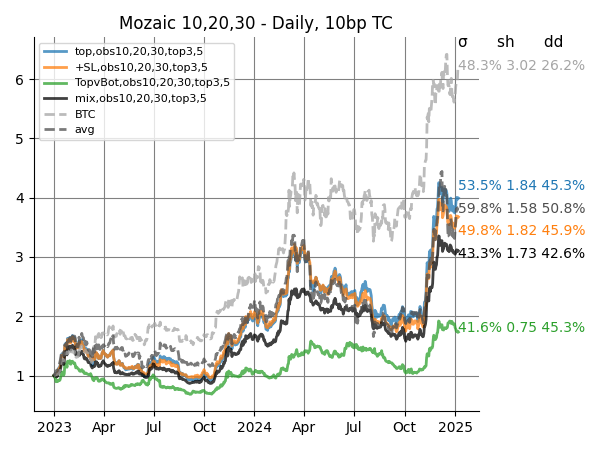 Mozaic 10,20,30 - Daily, 10bp TC
σ sh dd
top,obs10,20,30,top3,5
+SL,obs10,20,30,top3,5
TopvBot,obs10,20,30,top3,5
mix,obs10,20,30,top3,5
BTC
avg
48.3% 3.02 26.2%
53.5% 1.84 45.3%
59.8% 1.58 50.8%
49.8% 1.82 45.9%
43.3% 1.73 42.6%
41.6% 0.75 45.3%
6
5
4
3
2
1
2023 Apr Jul Oct 2024 Apr Jul Oct 2025